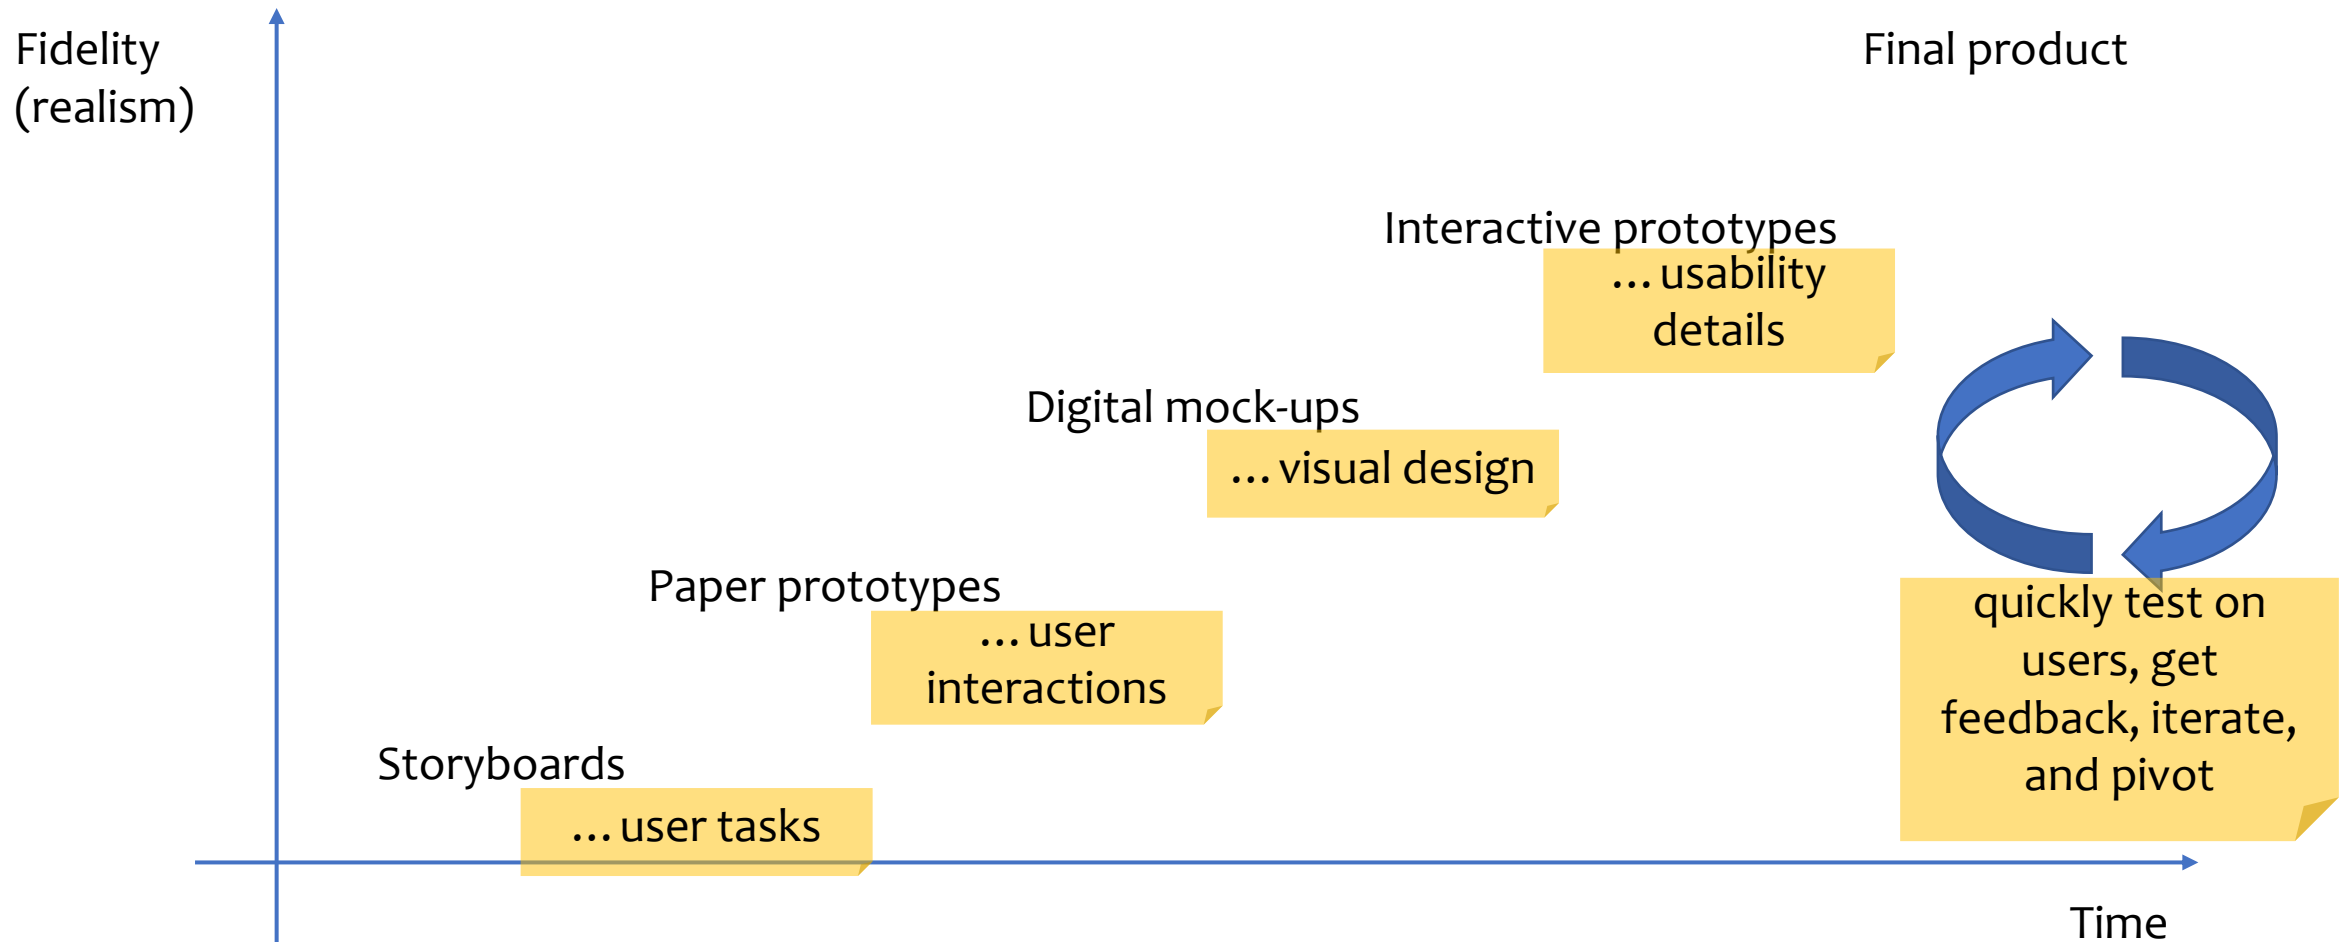 Fidelity
(realism)
Final product
Interactive prototypes
... usability
details
Digital mock-ups
... visual design
Paper prototypes
... user
interactions
Storyboards
... user tasks
quickly test on
users, get
feedback, iterate,
and pivot
Time